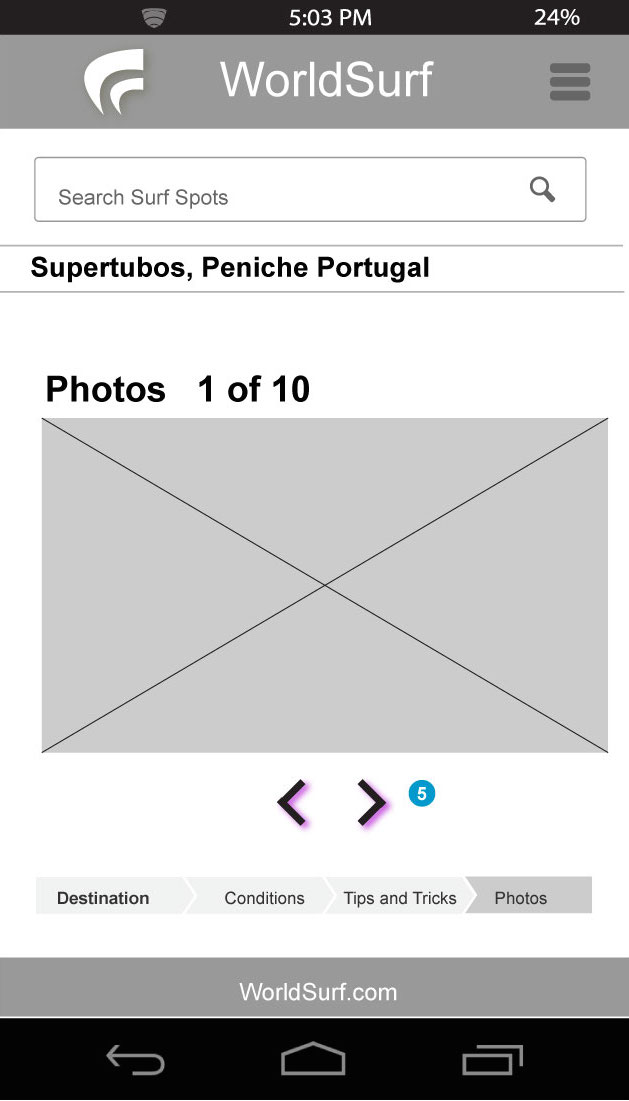 5:03 PM 24%
WorldSurf
Search Surf Spots
Supertubos, Peniche Portugal
Photos 1 of 10
5
Destination Conditions Tips and Tricks Photos
WorldSurf.com